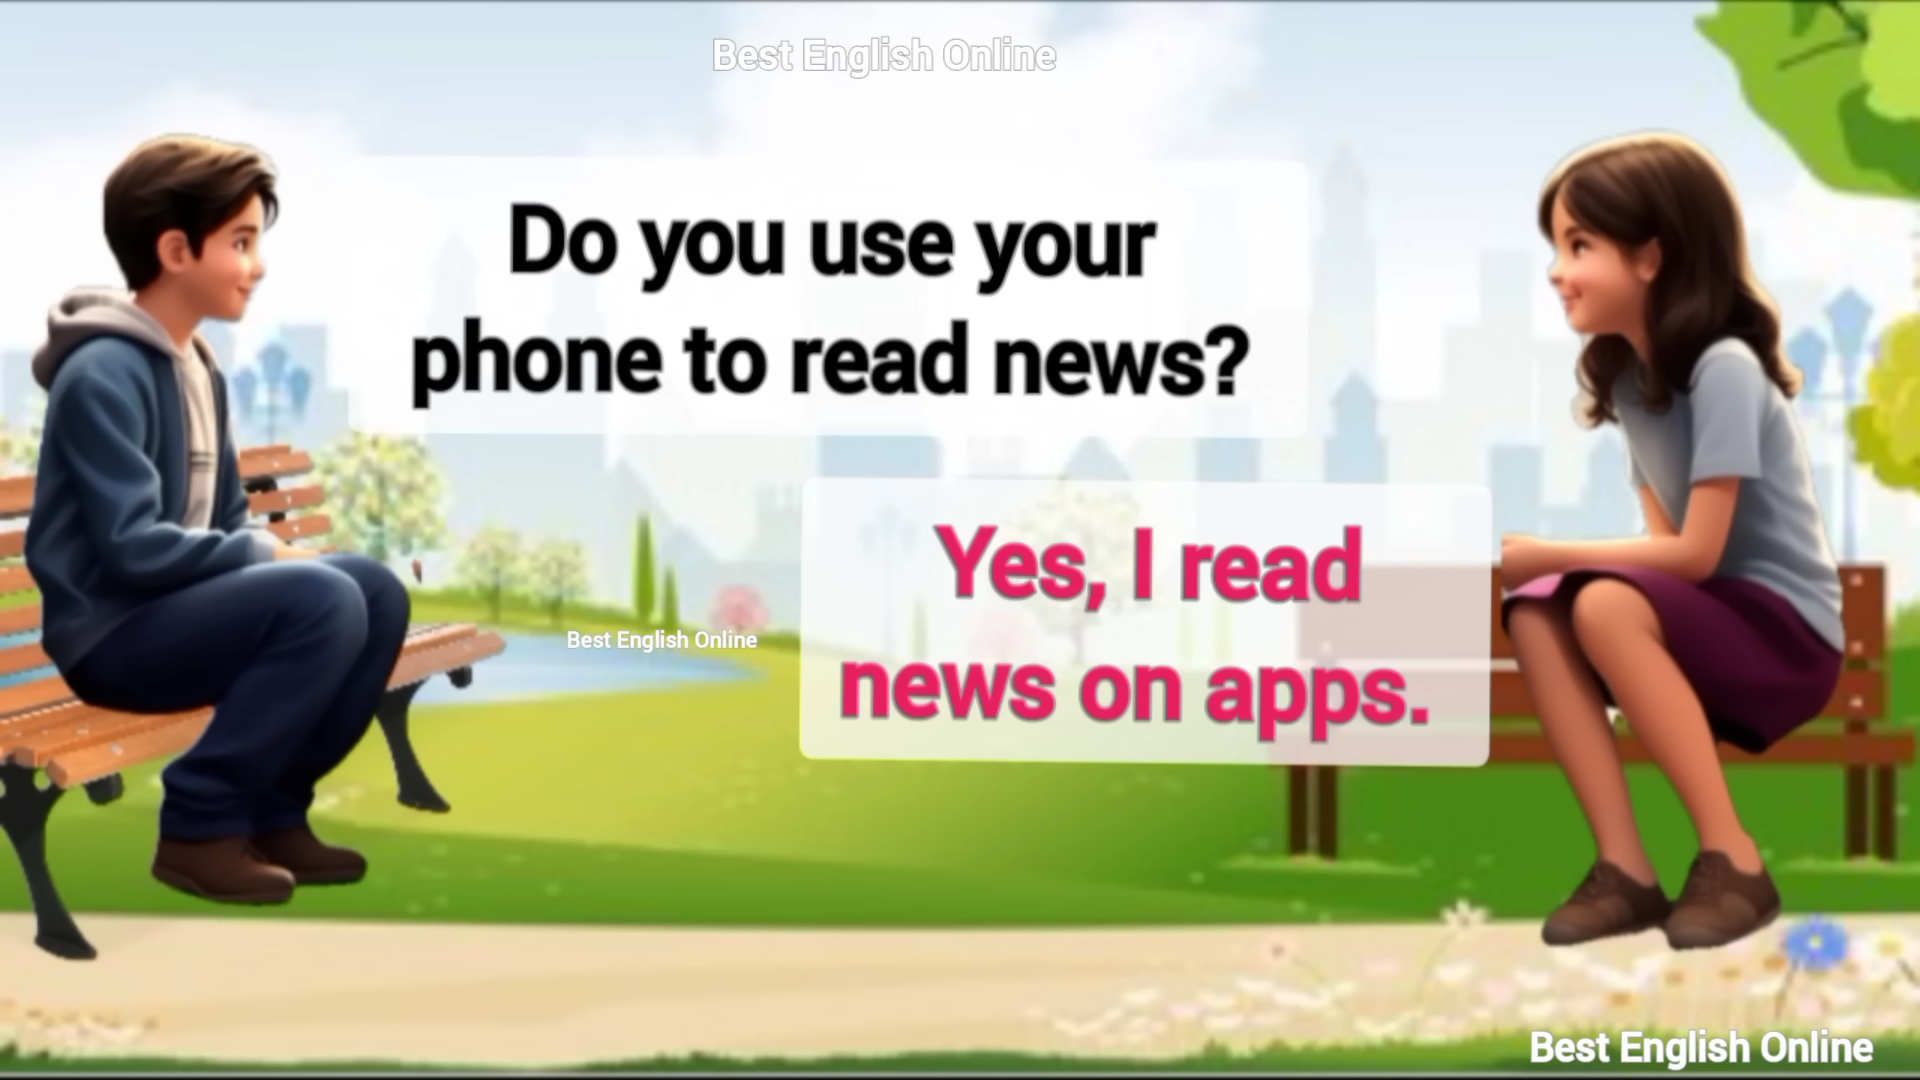 Best English Online
Do you use your
phone to read news?
Yes, I read
news on apps.
Best English Online
Best English Online